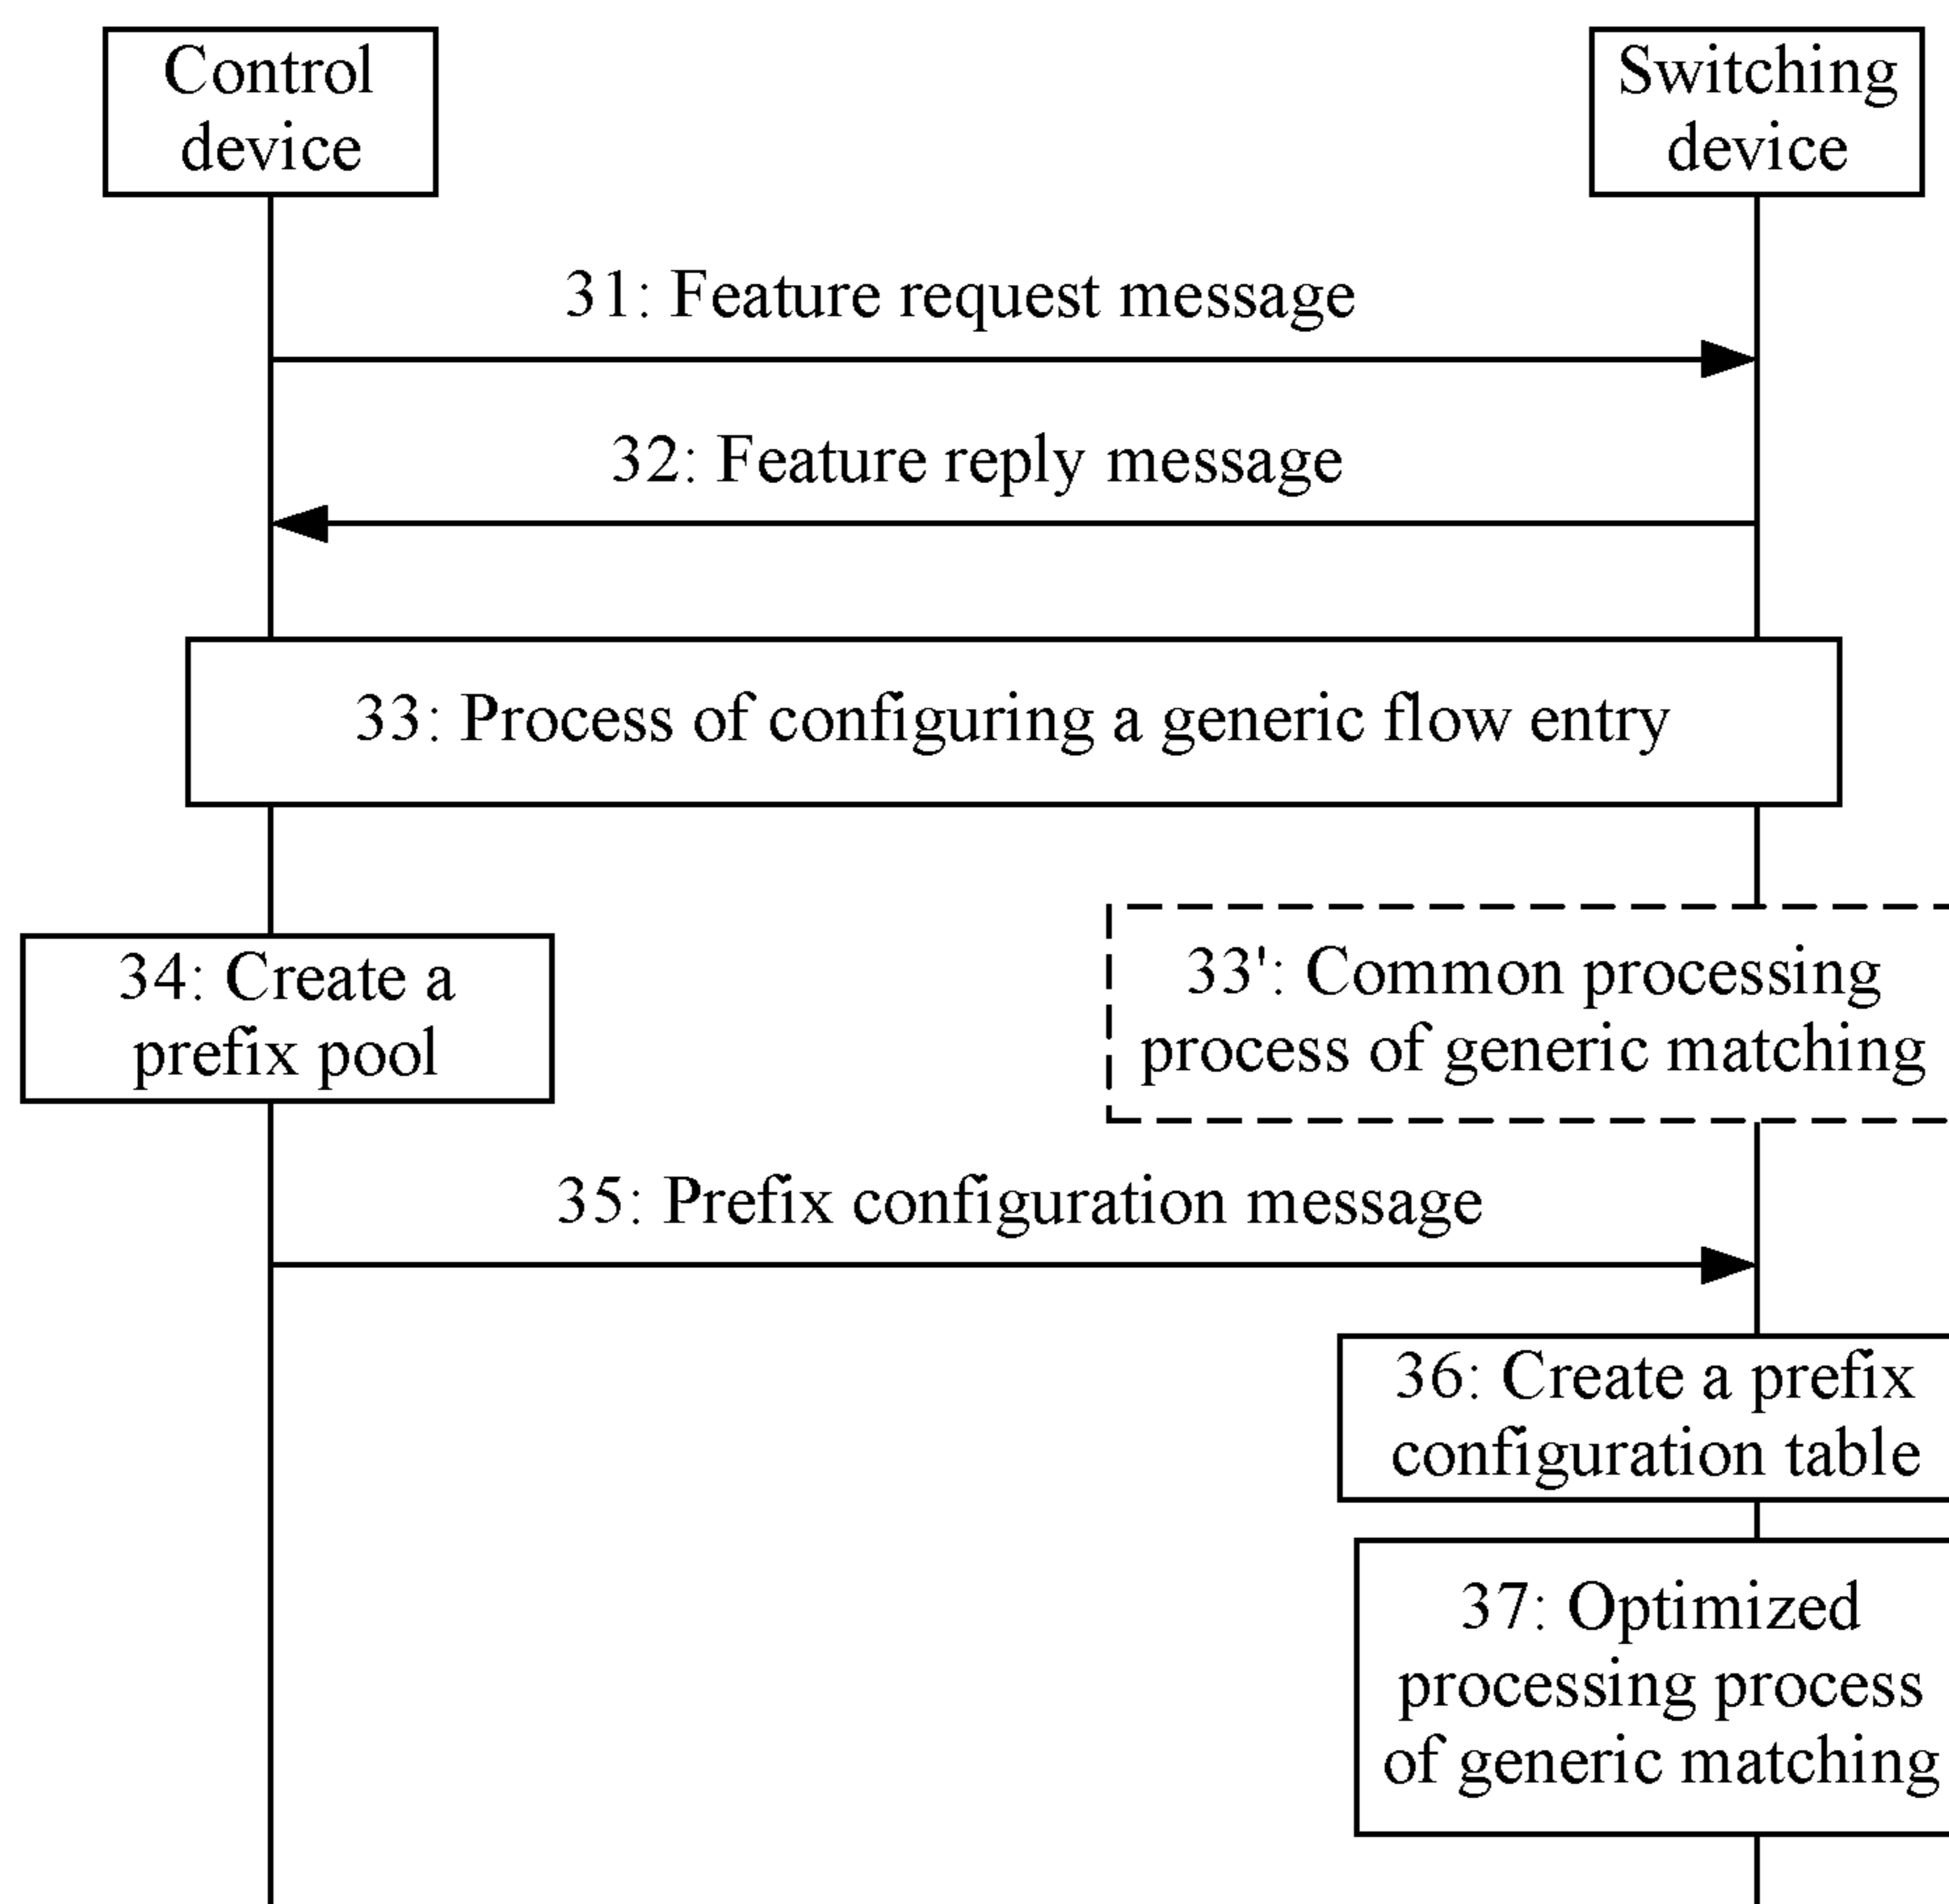 Control
device
Switching
device
31: Feature request message
32: Feature reply message
33: Process of configuring a generic flow entry
34: Create a
prefix pool
33': Common processing
process of generic matching
35: Prefix configuration message
36: Create a prefix
configuration table
37: Optimized
processing process
of generic matching